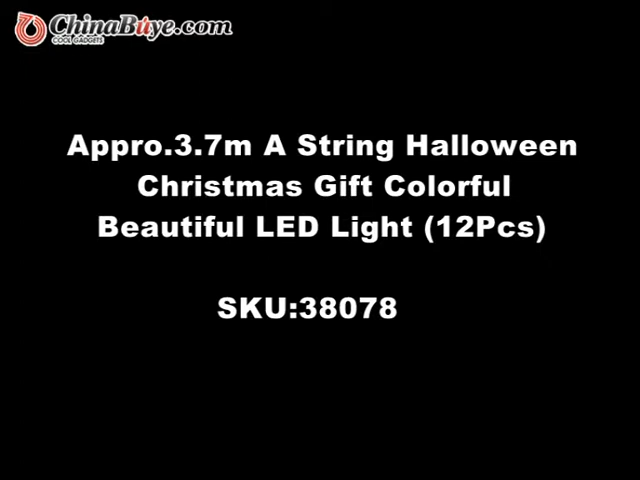 ChinaBuye.com
COOL GADGETS
Appro.3.7m A String Halloween
Christmas Gift Colorful
Beautiful LED Light (12Pcs)
SKU:38078